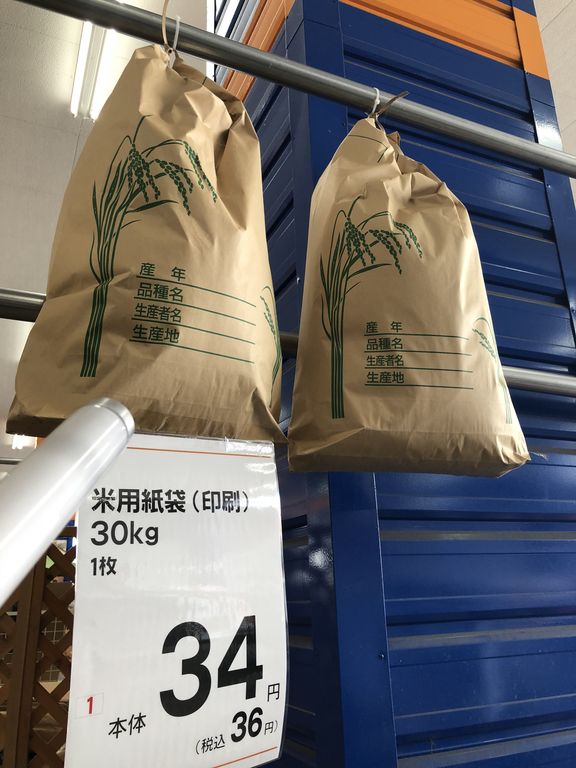 産 年
品種名
生産者名
生産地
産 年
品種名
生産者名
生産地
米用紙袋(印刷)
30kg
1枚
1
本体 34円
(税込 36円)